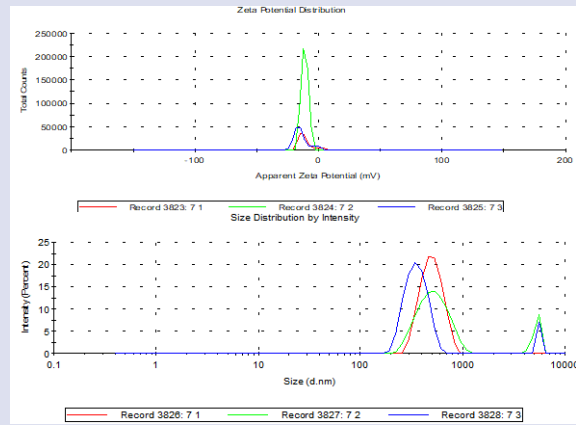 Zeta Potential Distribution
250000
200000
150000
100000
50000
0
Total Counts
-100 0 100 200
Apparent Zeta Potential (mV)
Record 3823: 7 1 Record 3824: 7 2 Record 3825: 7 3
Size Distribution by Intensity
25
20
15
10
5
0
Intensity (Percent)
0.1 1 10 100 1000 10000
Size (d.nm)
Record 3826: 7 1 Record 3827: 7 2 Record 3828: 7 3